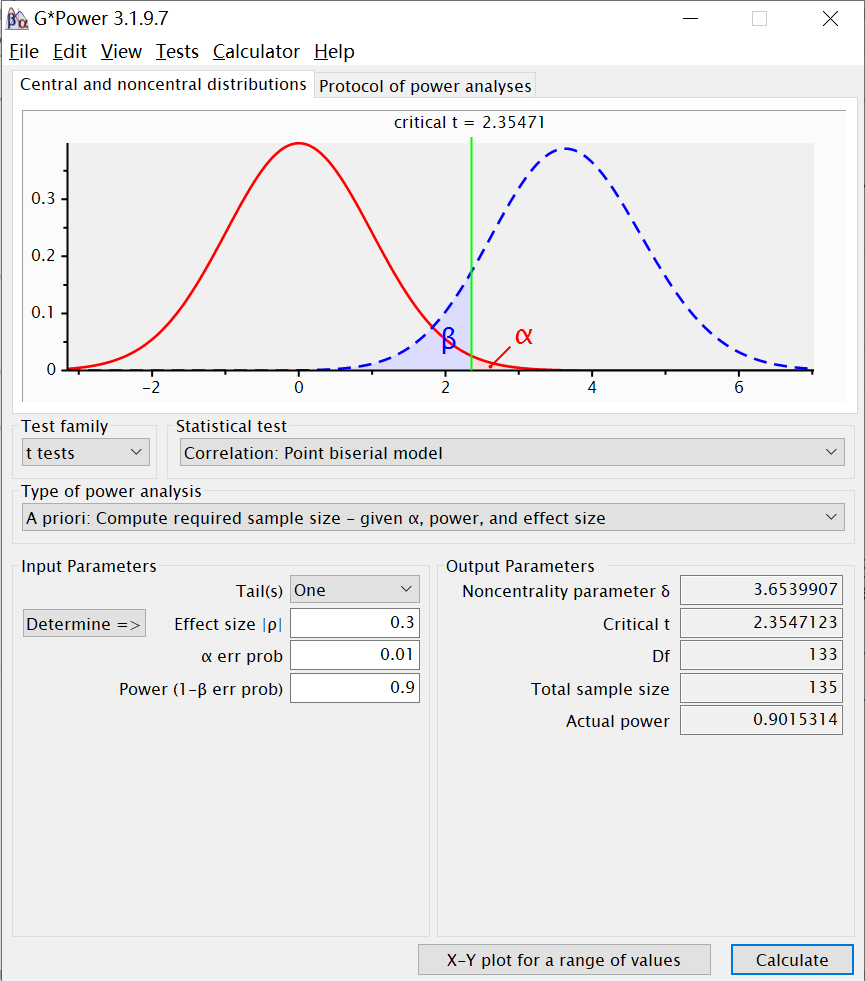 G*Power 3.1.9.7
File Edit View Tests Calculator Help
Central and noncentral distributions Protocol of power analyses
critical t = 2.35471
0.3
0.2
0.1
0
β
α
-2 0 2 4 6
Test family
t tests
Statistical test
Correlation: Point biserial model
Type of power analysis
A priori: Compute required sample size - given α, power, and effect size
Input Parameters
Tail(s) One
Determine => Effect size |ρ| 0.3
α err prob 0.01
Power (1-β err prob) 0.9
Output Parameters
Noncentrality parameter δ 3.6539907
Critical t 2.3547123
Df 133
Total sample size 135
Actual power 0.9015314
X-Y plot for a range of values Calculate